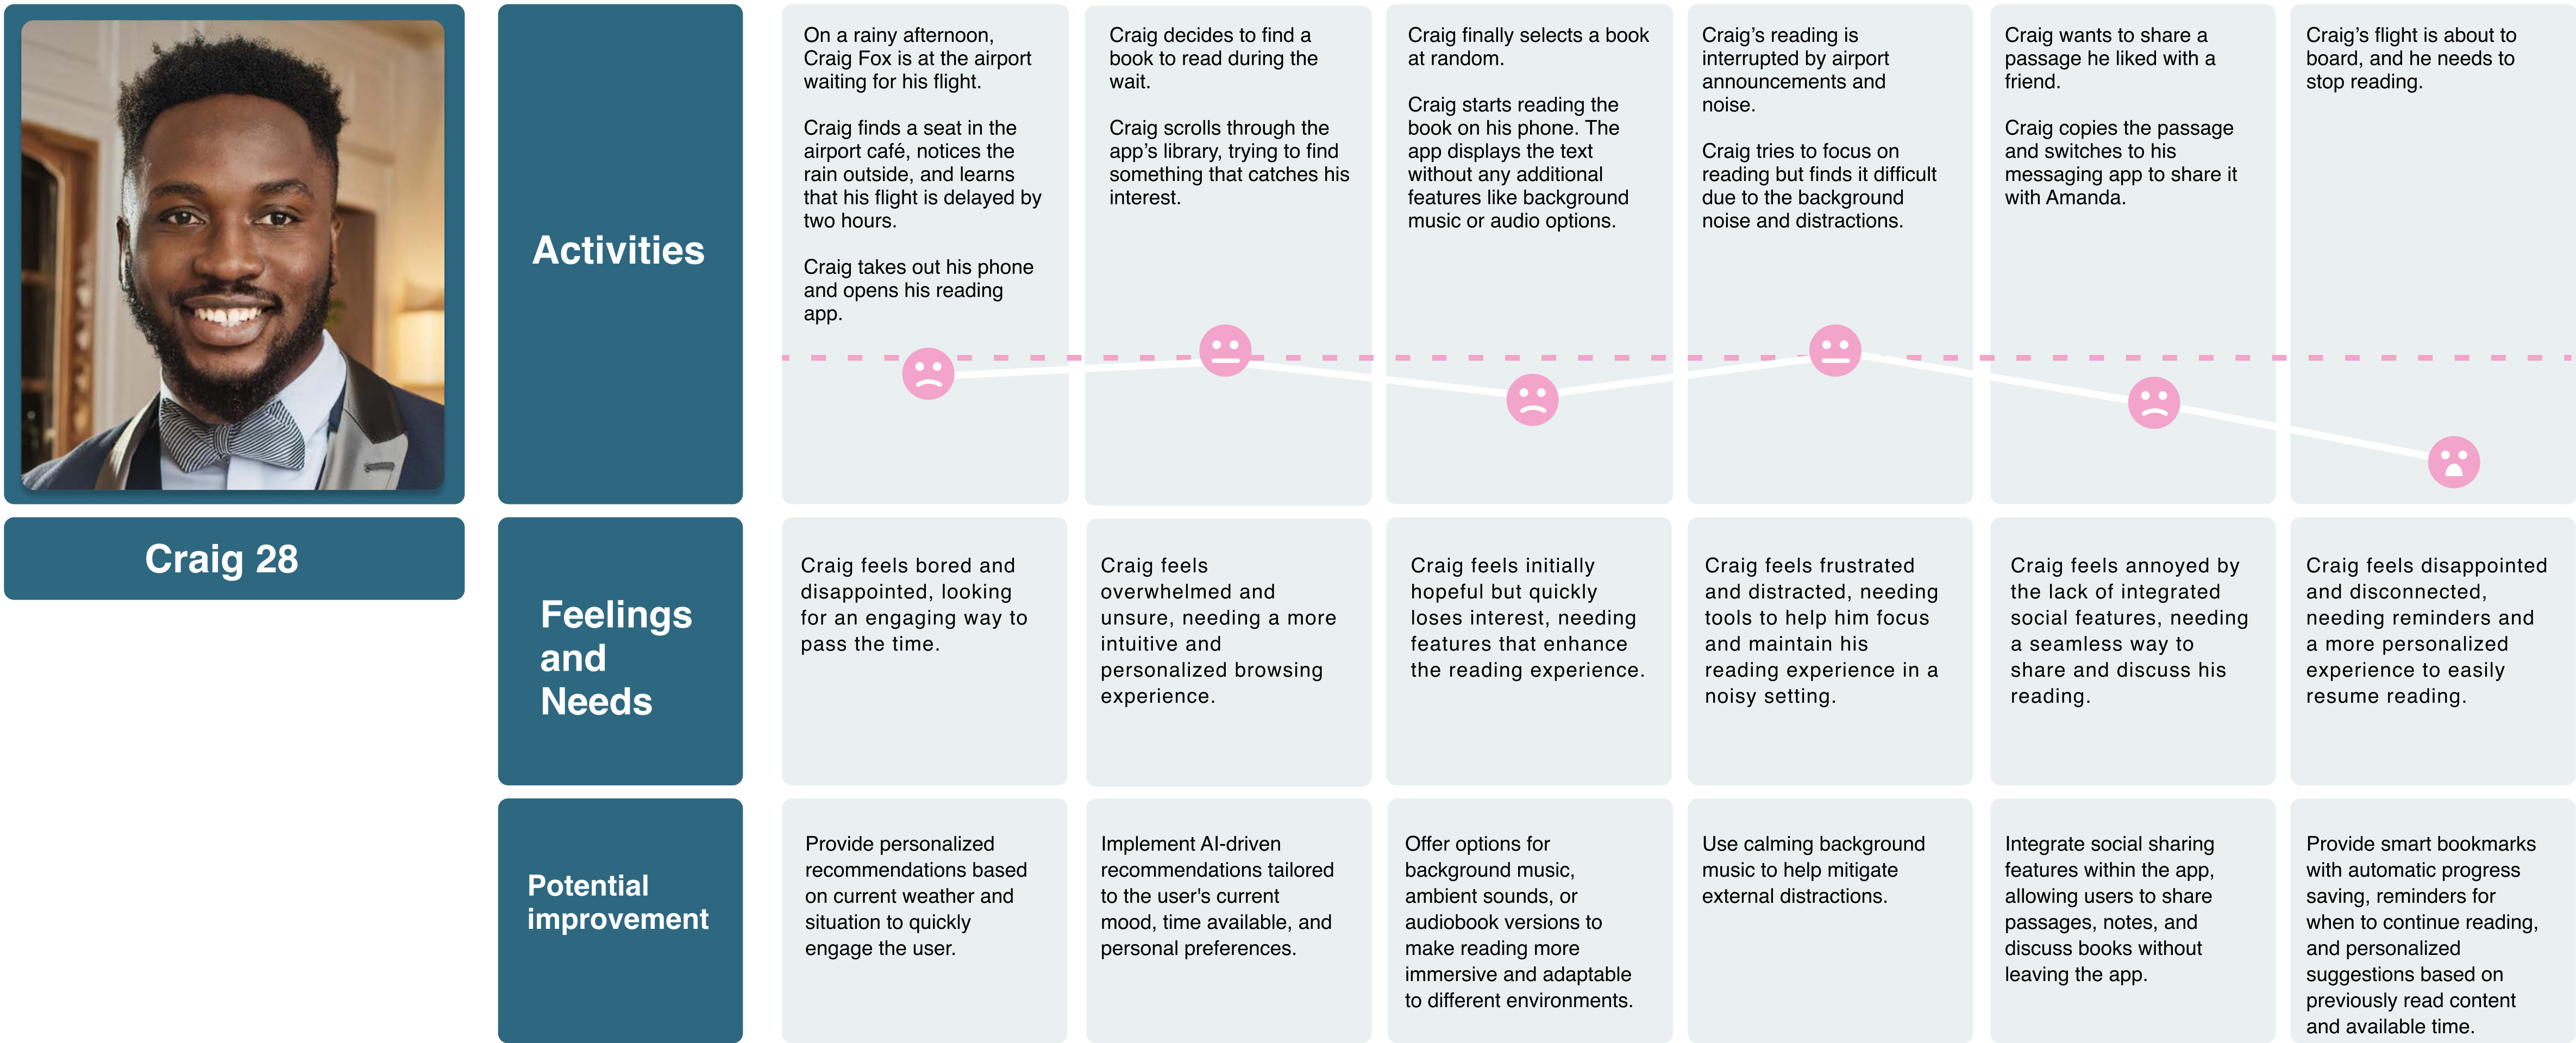 Craig 28
Activities
On a rainy afternoon,
Craig Fox is at the airport
waiting for his flight.
Craig finds a seat in the
airport café, notices the
rain outside, and learns
that his flight is delayed by
two hours.
Craig takes out his phone
and opens his reading
app.
Craig decides to find a
book to read during the
wait.
Craig scrolls through the
app’s library, trying to find
something that catches his
interest.
Craig finally selects a book
at random.
Craig starts reading the
book on his phone. The
app displays the text
without any additional
features like background
music or audio options.
Craig’s reading is
interrupted by airport
announcements and
noise.
Craig tries to focus on
reading but finds it difficult
due to the background
noise and distractions.
Craig wants to share a
passage he liked with a
friend.
Craig copies the passage
and switches to his
messaging app to share it
with Amanda.
Craig’s flight is about to
board, and he needs to
stop reading.
Feelings
and
Needs
Craig feels bored and
disappointed, looking
for an engaging way to
pass the time.
Craig feels
overwhelmed and
unsure, needing a more
intuitive and
personalized browsing
experience.
Craig feels initially
hopeful but quickly
loses interest, needing
features that enhance
the reading experience.
Craig feels frustrated
and distracted, needing
tools to help him focus
and maintain his
reading experience in a
noisy setting.
Craig feels annoyed by
the lack of integrated
social features, needing
a seamless way to
share and discuss his
reading.
Craig feels disappointed
and disconnected,
needing reminders and
a more personalized
experience to easily
resume reading.
Potential
improvement
Provide personalized
recommendations based
on current weather and
situation to quickly
engage the user.
Implement AI-driven
recommendations tailored
to the user's current
mood, time available, and
personal preferences.
Offer options for
background music,
ambient sounds, or
audiobook versions to
make reading more
immersive and adaptable
to different environments.
Use calming background
music to help mitigate
external distractions.
Integrate social sharing
features within the app,
allowing users to share
passages, notes, and
discuss books without
leaving the app.
Provide smart bookmarks
with automatic progress
saving, reminders for
when to continue reading,
and personalized
suggestions based on
previously read content
and available time.